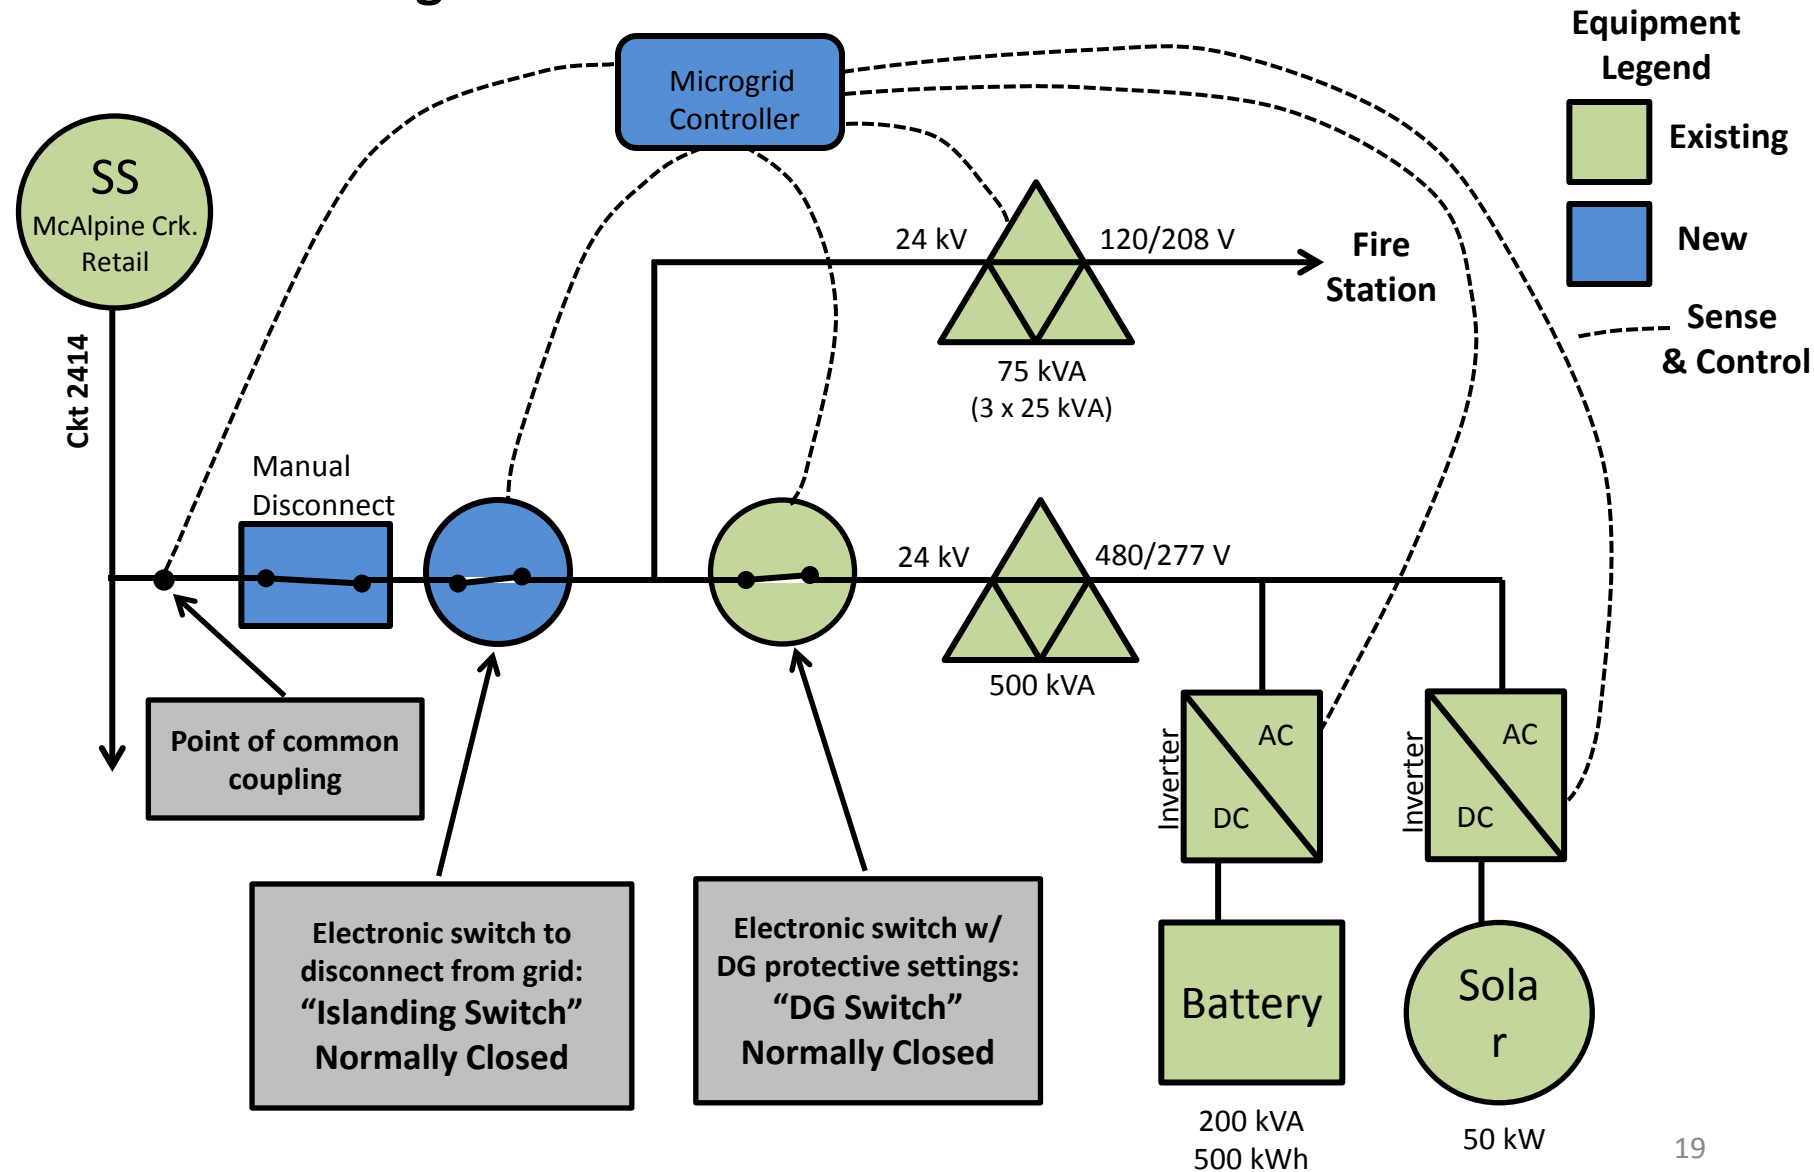 Microgrid
Controller
Equipment
Legend
Existing
New
Sense
& Control
SS
McAlpine Crk.
Retail
Ckt 2414
24 kV
120/208 V
Fire
Station
75 kVA
(3 x 25 kVA)
Manual
Disconnect
24 kV
480/277 V
500 kVA
Point of common
coupling
Inverter
AC
DC
Inverter
AC
DC
Electronic switch to
disconnect from grid:
“Islanding Switch”
Normally Closed
Electronic switch w/
DG protective settings:
“DG Switch”
Normally Closed
Battery
Sola
r
200 kVA
500 kWh
50 kW
19